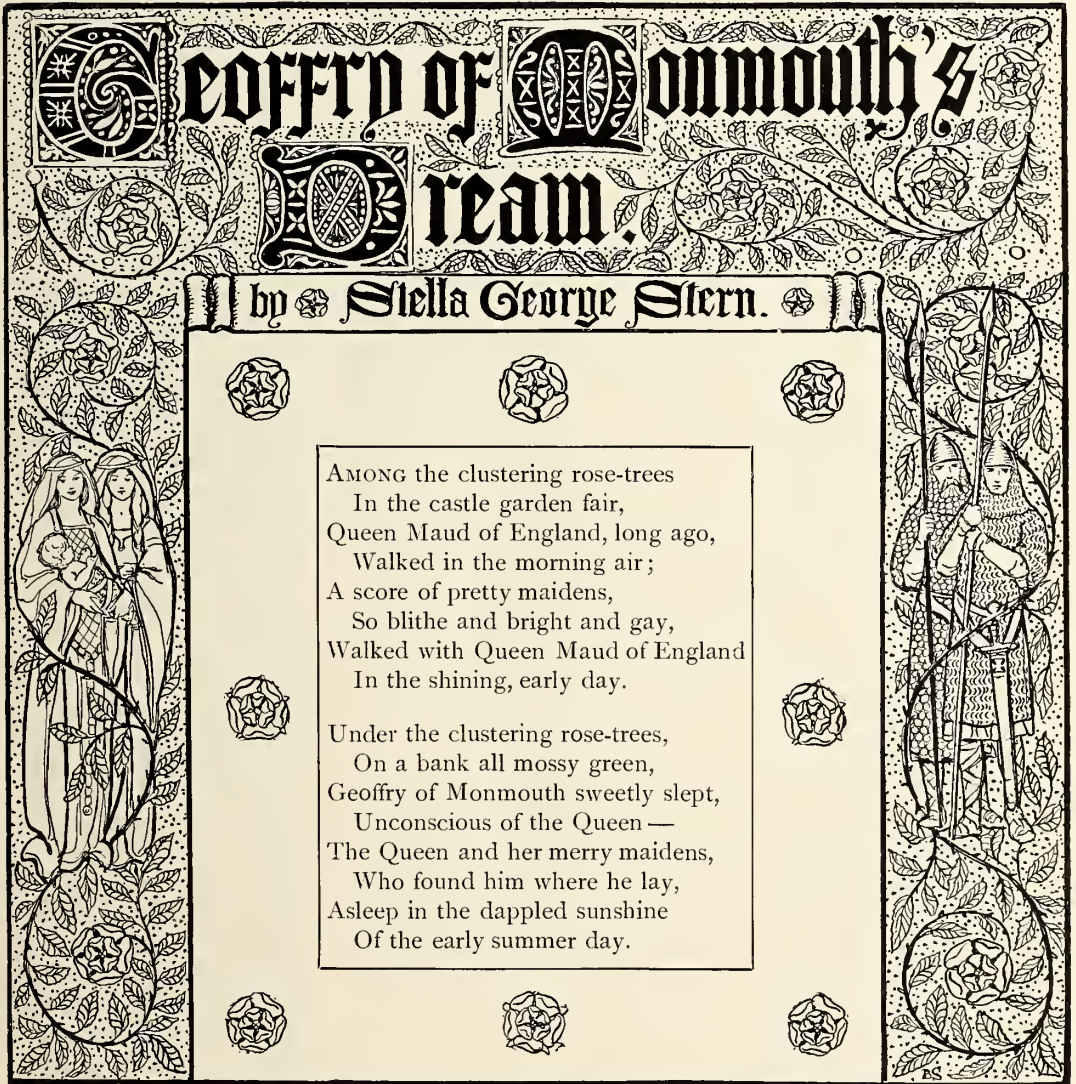 Geoffry of Monmouth's
Dream.
by Stella George Stern.
AMONG the clustering rose-trees
In the castle garden fair,
Queen Maud of England, long ago,
Walked in the morning air;
A score of pretty maidens,
So blithe and bright and gay,
Walked with Queen Maud of England
In the shining, early day.
Under the clustering rose-trees,
On a bank all mossy green,
Geoffry of Monmouth sweetly slept,
Unconscious of the Queen—
The Queen and her merry maidens,
Who found him where he lay,
Asleep in the dappled sunshine
Of the early summer day.
BS